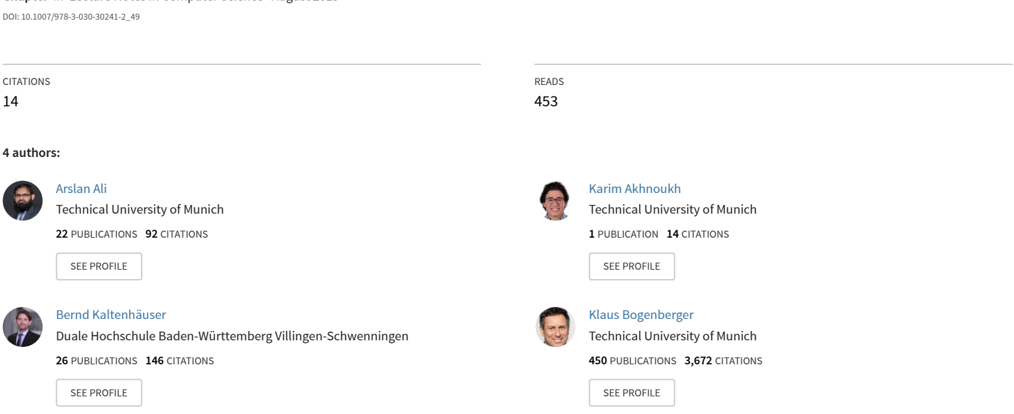 DOI: 10.1007/978-3-030-30241-2_49
CITATIONS
14
READS
453
4 authors:
Arslan Ali
Technical University of Munich
22 PUBLICATIONS 92 CITATIONS
SEE PROFILE
Karim Akhnoukh
Technical University of Munich
1 PUBLICATION 14 CITATIONS
SEE PROFILE
Bernd Kaltenhäuser
Duale Hochschule Baden-Württemberg Villingen-Schwenningen
26 PUBLICATIONS 146 CITATIONS
SEE PROFILE
Klaus Bogenberger
Technical University of Munich
450 PUBLICATIONS 3,672 CITATIONS
SEE PROFILE